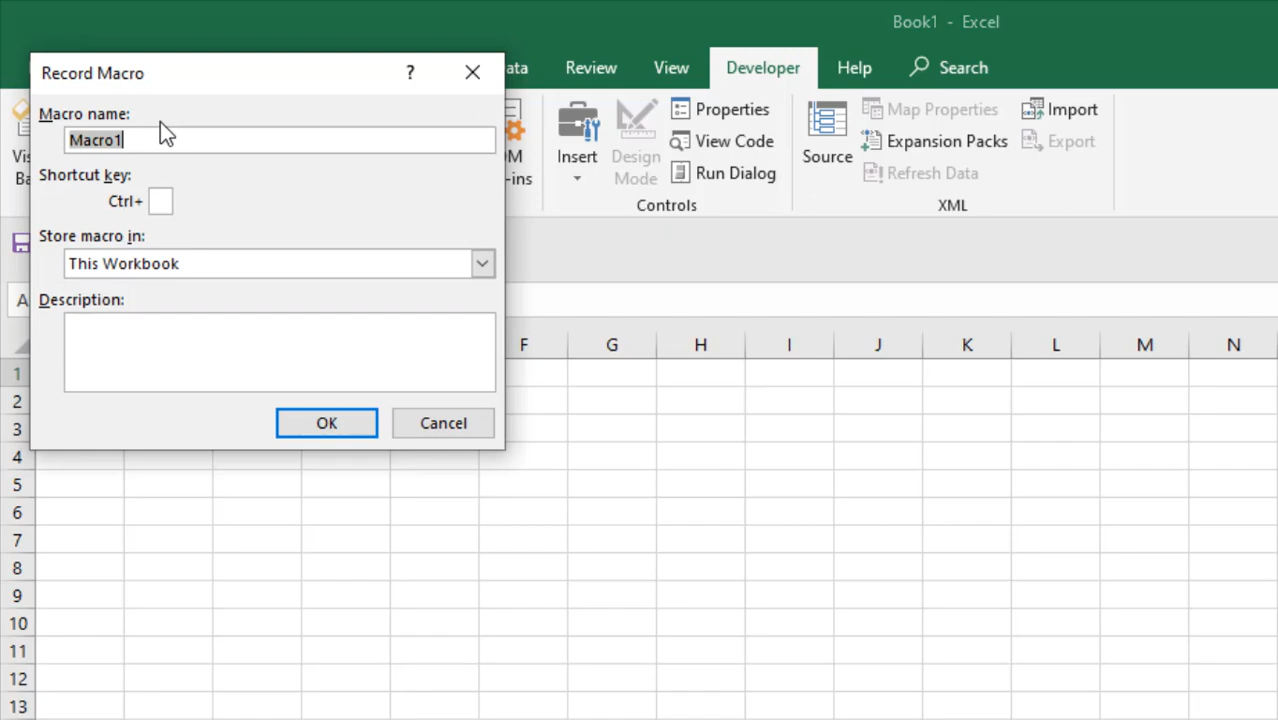 Book1 - Excel
Record Macro ?
ata Review View Developer Help Search
Macro name:
Macro1
Shortcut key:
Ctrl+
Store macro in:
This Workbook
Description:
OK Cancel
Vis
Ba
OM
-ins
Insert
Design
Mode
Properties
View Code
Run Dialog
Controls
Source
Map Properties
Expansion Packs
Refresh Data
Import
Export
XML
A
F G H I J K L M N
1
2
3
4
5
6
7
8
9
10
11
12
13